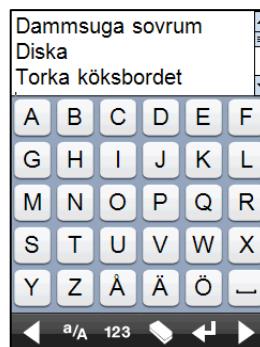 Dammsuga sovrum
Diska
Torka köksbordet
A B C D E F
G H I J K L
M N O P Q R
S T U V W X
Y Z Å Ä Ö
a/A 123